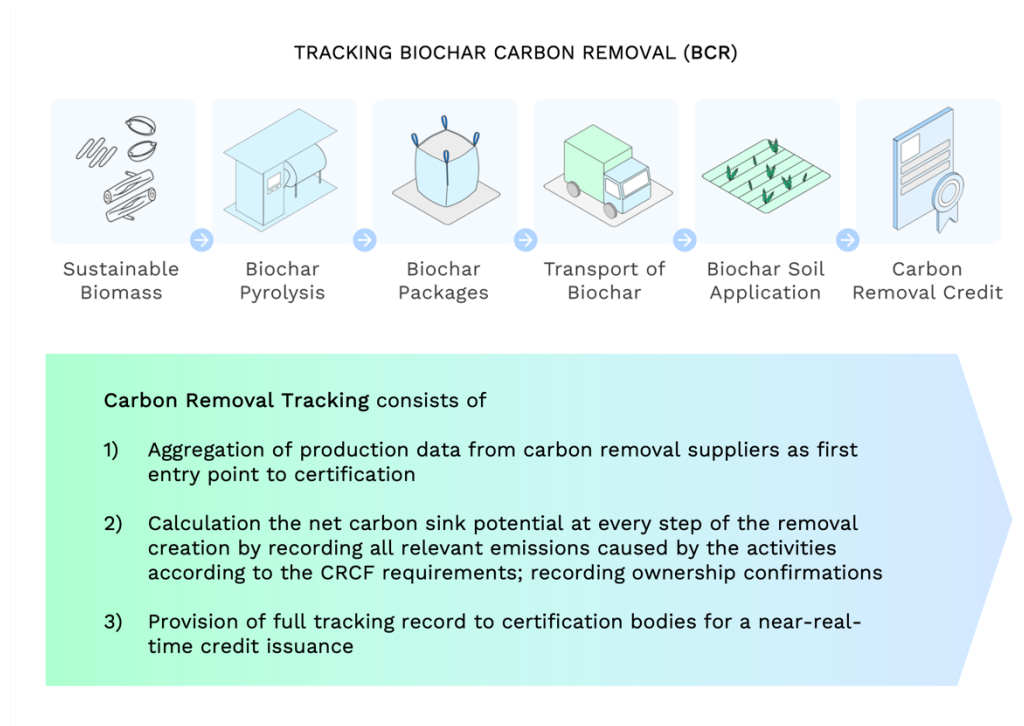 TRACKING BIOCHAR CARBON REMOVAL (BCR)
Sustainable
Biomass
Biochar
Pyrolysis
Biochar
Packages
Transport of
Biochar
Biochar Soil
Application
Carbon
Removal Credit
Carbon Removal Tracking consists of
1) Aggregation of production data from carbon removal suppliers as first
entry point to certification
2) Calculation the net carbon sink potential at every step of the removal
creation by recording all relevant emissions caused by the activities
according to the CRCF requirements; recording ownership confirmations
3) Provision of full tracking record to certification bodies for a near-real-
time credit issuance